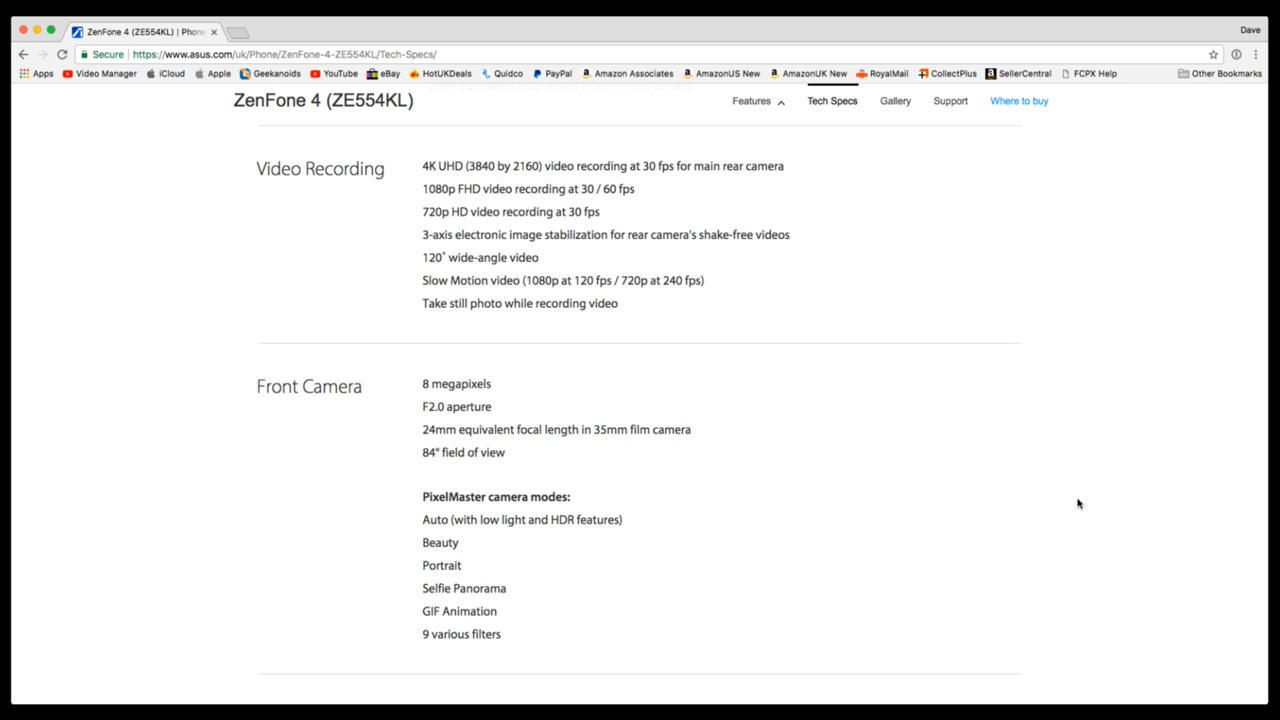 ZenFone 4 (ZE554KL) | Phone
Dave
Secure
https://www.asus.com/uk/Phone/ZenFone-4-ZE554KL/Tech-Specs/
Apps
Video Manager
iCloud
Apple
Geekanoids
YouTube
eBay
HotUKDeals
Quidco
PayPal
Amazon Associates
AmazonUS New
AmazonUK New
RoyalMail
CollectPlus
SellerCentral
FCPX Help
Other Bookmarks
ZenFone 4 (ZE554KL)
Features
Tech Specs
Gallery
Support
Where to buy
Video Recording
4K UHD (3840 by 2160) video recording at 30 fps for main rear camera
1080p FHD video recording at 30 / 60 fps
720p HD video recording at 30 fps
3-axis electronic image stabilization for rear camera's shake-free videos
120˚ wide-angle video
Slow Motion video (1080p at 120 fps / 720p at 240 fps)
Take still photo while recording video
Front Camera
8 megapixels
F2.0 aperture
24mm equivalent focal length in 35mm film camera
84° field of view
PixelMaster camera modes:
Auto (with low light and HDR features)
Beauty
Portrait
Selfie Panorama
GIF Animation
9 various filters